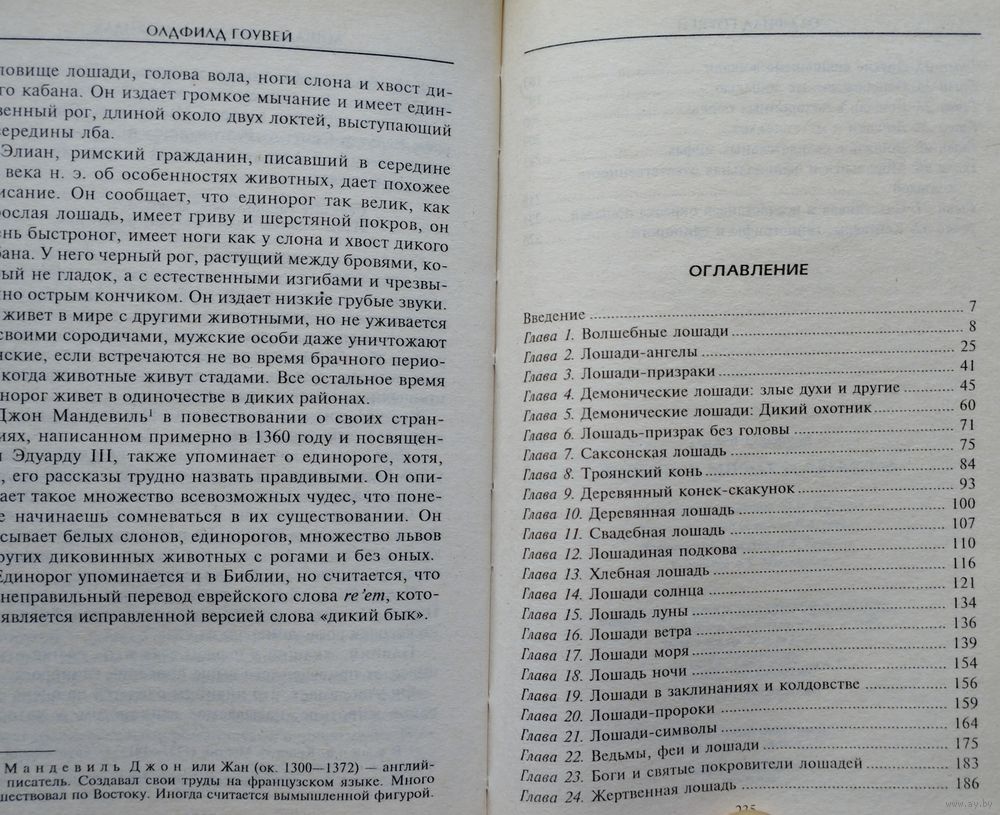 ОЛДФИЛД ГОУВЕЙ
ловище лошади, голова вола, ноги слона и хвост ди-
го кабана. Он издает громкое мычание и имеет един-
венный рог, длиной около двух локтей, выступающий
середины лба.
Элиан, римский гражданин, писавший в середине
века н. э. об особенностях животных, дает похожее
исание. Он сообщает, что единорог так велик, как
рослая лошадь, имеет гриву и шерстяной покров, он
ень быстроног, имеет ноги как у слона и хвост дикого
бана. У него черный рог, растущий между бровями, ко-
ый не гладок, а с естественными изгибами и чрезвы-
но острым кончиком. Он издает низкие грубые звуки.
живет в мире с другими животными, но не уживается
своими сородичами, мужские особи даже уничтожают
нские, если встречаются не во время брачного перио-
когда животные живут стадами. Все остальное время
инорог живет в одиночестве в диких районах.
Джон Мандевиль¹ в повествовании о своих стран-
иях, написанном примерно в 1360 году и посвящен-
Эдуарду III, также упоминает о единороге, хотя,
, его рассказы трудно назвать правдивыми. Он опи-
ает такое множество всевозможных чудес, что поне-
е начинаешь сомневаться в их существовании. Он
сывает белых слонов, единорогов, множество львов
ругих диковинных животных с рогами и без оных.
Единорог упоминается и в Библии, но считается, что
неправильный перевод еврейского слова re’em, кото-
является исправленной версией слова «дикий бык».
Мандевиль Джон или Жан (ок. 1300—1372) — англий-
писатель. Создавал свои труды на французском языке. Много
шествовал по Востоку. Иногда считается вымышленной фигурой.
ОГЛАВЛЕНИЕ
Введение 7
Глава 1. Волшебные лошади 8
Глава 2. Лошади-ангелы 25
Глава 3. Лошади-призраки 41
Глава 4. Демонические лошади: злые духи и другие 45
Глава 5. Демонические лошади: Дикий охотник 60
Глава 6. Лошадь-призрак без головы 71
Глава 7. Саксонская лошадь 75
Глава 8. Троянский конь 84
Глава 9. Деревянный конек-скакунок 93
Глава 10. Деревянная лошадь 100
Глава 11. Свадебная лошадь 107
Глава 12. Лошадиная подкова 110
Глава 13. Хлебная лошадь 116
Глава 14. Лошади солнца 121
Глава 15. Лошадь луны 134
Глава 16. Лошади ветра 136
Глава 17. Лошади моря 139
Глава 18. Лошадь ночи 154
Глава 19. Лошади в заклинаниях и колдовстве 156
Глава 20. Лошади-пророки 159
Глава 21. Лошади-символы 164
Глава 22. Ведьмы, феи и лошади 175
Глава 23. Боги и святые покровители лошадей 183
Глава 24. Жертвенная лошадь 186
www.ay.by